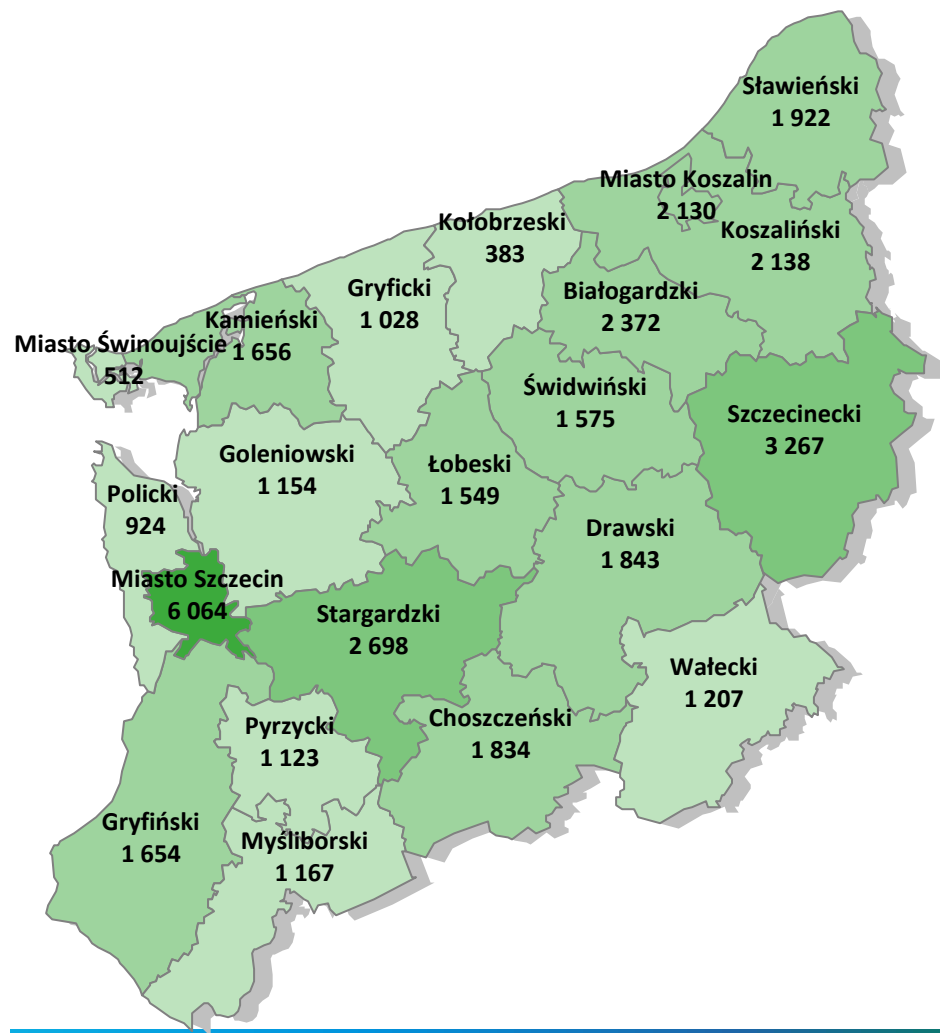 Sławieński
1 922
Miasto Koszalin
2 130
Koszaliński
2 138
Kołobrzeski
383
Gryficki
1 028
Białogardzki
2 372
Kamieński
1 656
Miasto Świnoujście
512
Świdwiński
1 575
Szczecinecki
3 267
Goleniowski
1 154
Łobeski
1 549
Policki
924
Drawski
1 843
Miasto Szczecin
6 064
Stargardzki
2 698
Wałecki
1 207
Choszczeński
1 834
Pyrzycki
1 123
Gryfiński
1 654
Myśliborski
1 167